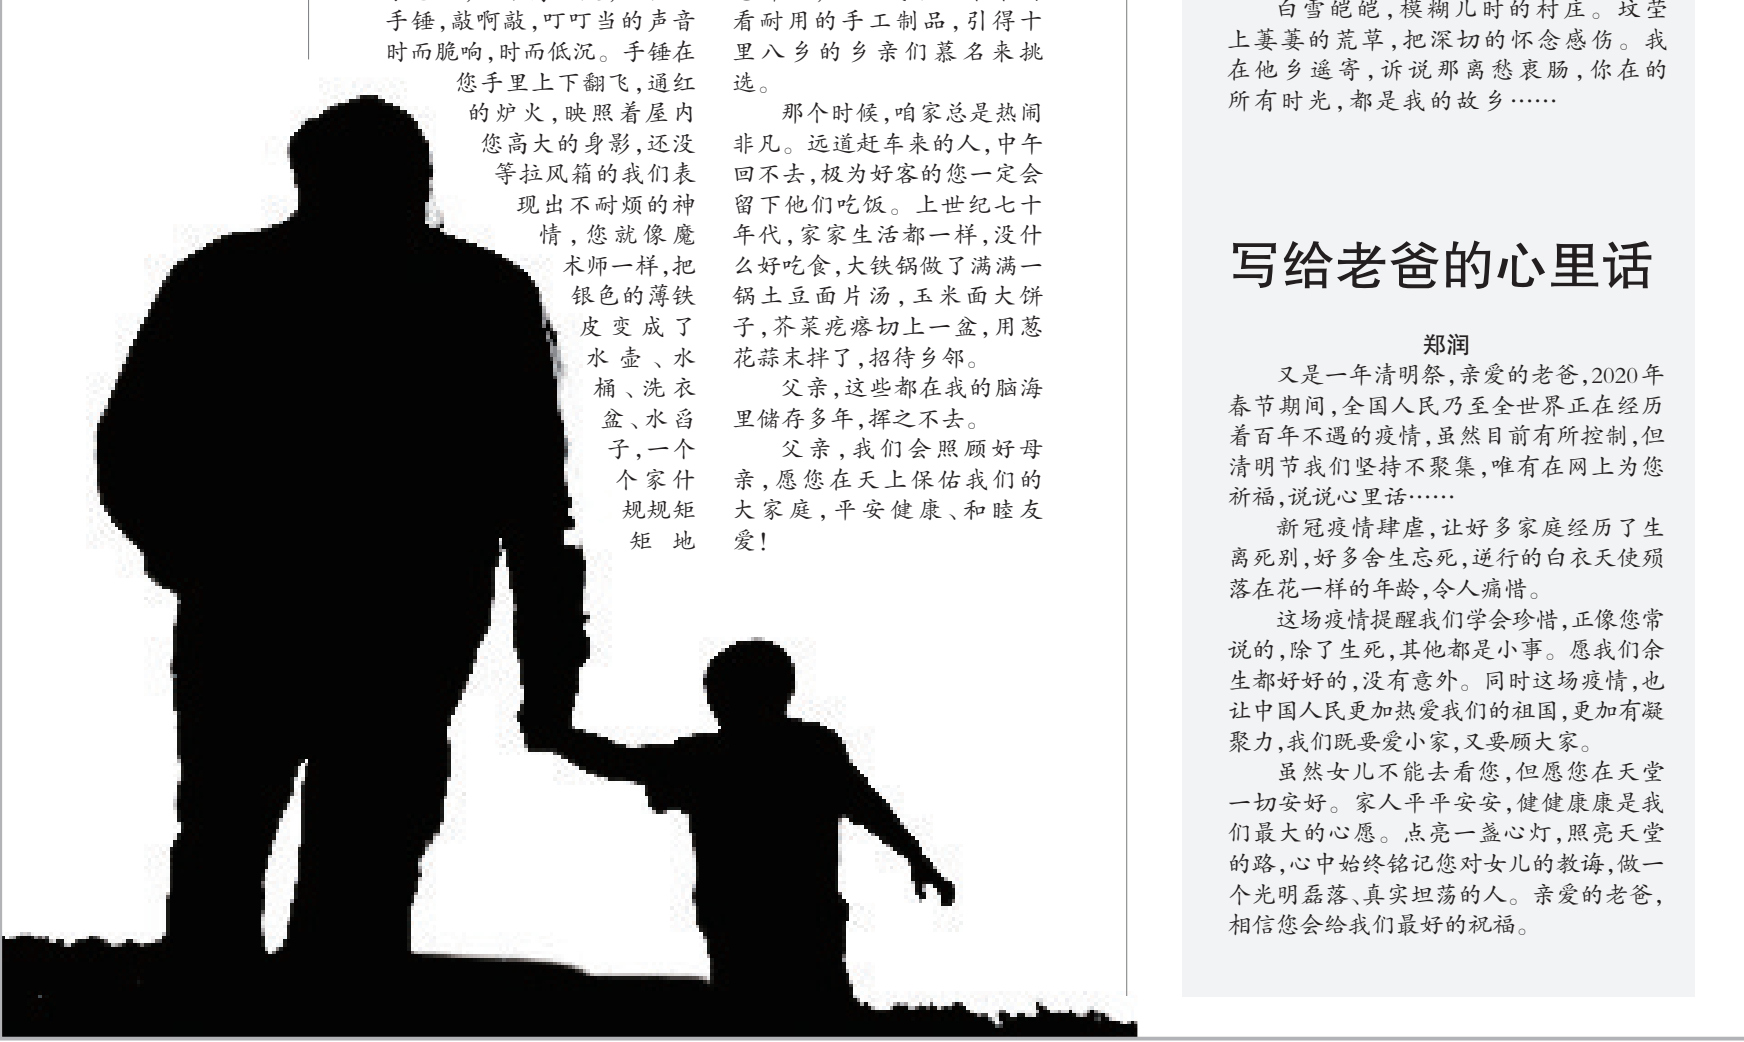 手锤,敲啊敲,叮叮当的声音
时而脆响,时而低沉。手锤在
您手里上下翻飞,通红
的炉火,映照着屋内
您高大的身影,还没
等拉风箱的我们表
现出不耐烦的神
情,您就像魔
术师一样,把
银色的薄铁
皮变成了
水壶、水
桶、洗衣
盆、水舀
子,一个
个家什
规规矩
矩地
看耐用的手工制品,引得十
里八乡的乡亲们慕名来挑
选。
那个时候,咱家总是热闹
非凡。远道赶车来的人,中午
回不去,极为好客的您一定会
留下他们吃饭。上世纪七十
年代,家家生活都一样,没什
么好吃食,大铁锅做了满满一
锅土豆面片汤,玉米面大饼
子,芥菜疙瘩切上一盆,用葱
花蒜末拌了,招待乡邻。
父亲,这些都在我的脑海
里储存多年,挥之不去。
父亲,我们会照顾好母
亲,愿您在天上保佑我们的
大家庭,平安健康、和睦友
爱!
白雪皑皑,模糊儿时的村庄。坟茔
上萋萋的荒草,把深切的怀念感伤。我
在他乡遥寄,诉说那离愁衷肠,你在的
所有时光,都是我的故乡……
写给老爸的心里话
郑润
又是一年清明祭,亲爱的老爸,2020年
春节期间,全国人民乃至全世界正在经历
着百年不遇的疫情,虽然目前有所控制,但
清明节我们坚持不聚集,唯有在网上为您
祈福,说说心里话……
新冠疫情肆虐,让好多家庭经历了生
离死别,好多舍生忘死,逆行的白衣天使殒
落在花一样的年龄,令人痛惜。
这场疫情提醒我们学会珍惜,正像您常
说的,除了生死,其他都是小事。愿我们余
生都好好的,没有意外。同时这场疫情,也
让中国人民更加热爱我们的祖国,更加有凝
聚力,我们既要爱小家,又要顾大家。
虽然女儿不能去看您,但愿您在天堂
一切安好。家人平平安安,健健康康是我
们最大的心愿。点亮一盏心灯,照亮天堂
的路,心中始终铭记您对女儿的教诲,做一
个光明磊落、真实坦荡的人。亲爱的老爸,
相信您会给我们最好的祝福。